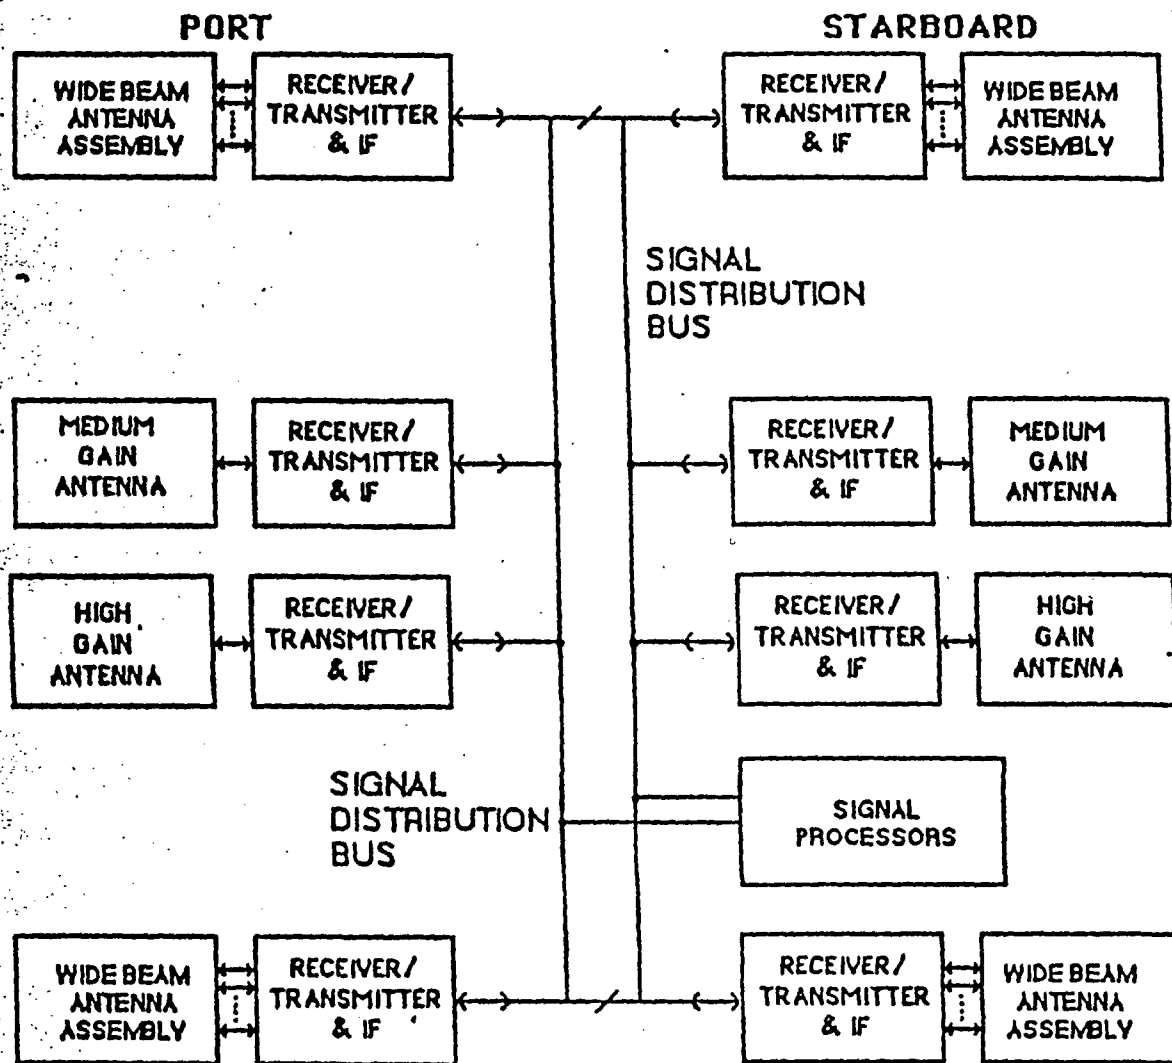 PORT
STARBOARD
WIDE BEAM
ANTENNA
ASSEMBLY
RECEIVER/
TRANSMITTER
& IF
RECEIVER/
TRANSMITTER
& IF
WIDE BEAM
ANTENNA
ASSEMBLY
SIGNAL
DISTRIBUTION
BUS
MEDIUM
GAIN
ANTENNA
RECEIVER/
TRANSMITTER
& IF
RECEIVER/
TRANSMITTER
& IF
MEDIUM
GAIN
ANTENNA
HIGH
GAIN
ANTENNA
RECEIVER/
TRANSMITTER
& IF
RECEIVER/
TRANSMITTER
& IF
HIGH
GAIN
ANTENNA
SIGNAL
DISTRIBUTION
BUS
SIGNAL
PROCESSORS
WIDE BEAM
ANTENNA
ASSEMBLY
RECEIVER/
TRANSMITTER
& IF
RECEIVER/
TRANSMITTER
& IF
WIDE BEAM
ANTENNA
ASSEMBLY